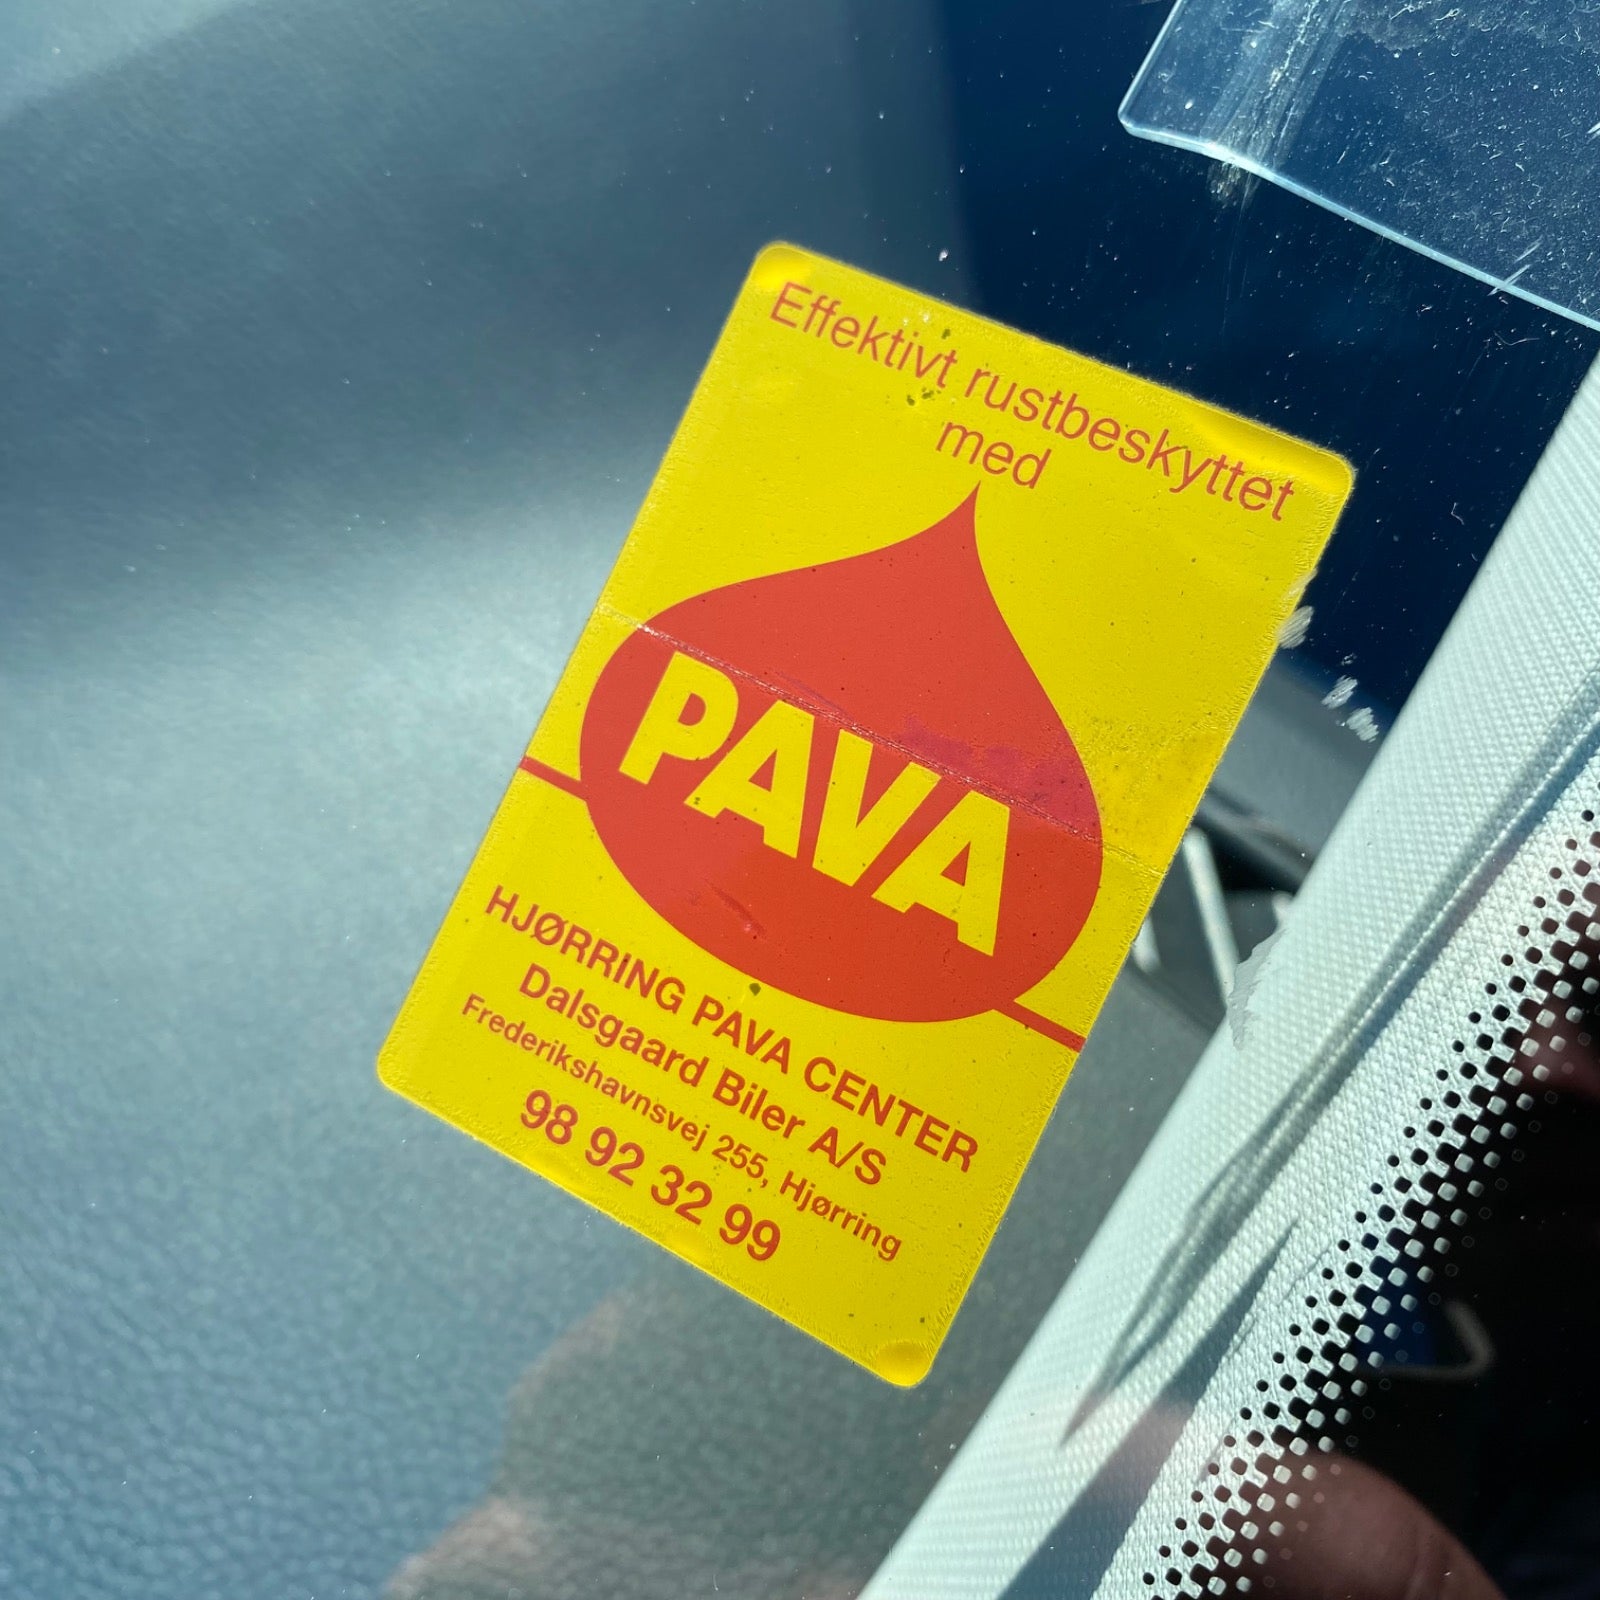 Effektivt rustbeskyttet
med
PAVA
HJØRRING PAVA CENTER
Dalsgaard Biler A/S
Frederikshavnsvej 255, Hjørring
98 92 32 99